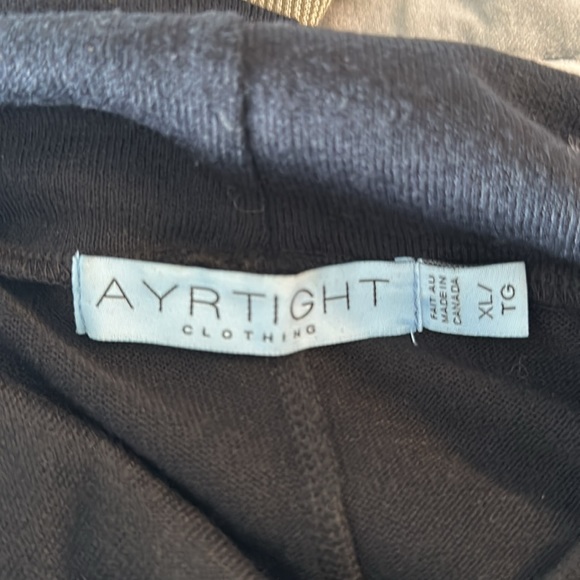 AYRTIGHT
CLOTHING
FAIT AU
MADE IN
CANADA
XL/
TG